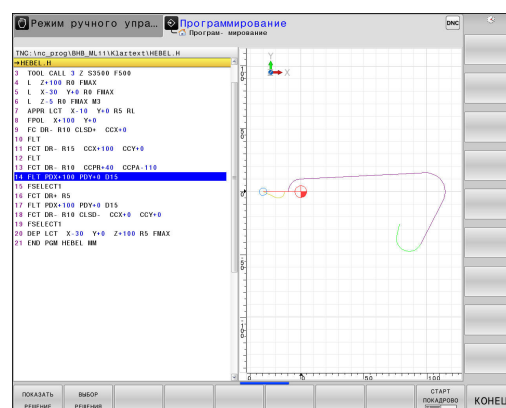 Режим ручного упра…
Программирование
Програм- мирование
DNC
TNC:\nc_prog\BHB_ML11\Klartext\HEBEL.H
→HEBEL.H
3 TOOL CALL 3 Z S3500 F500
4 L Z+100 R0 FMAX
5 L X-30 Y+0 R0 FMAX
6 L Z-5 R0 FMAX M3
7 APPR LCT X-10 Y+0 R5 RL
8 FPOL X+100 Y+0
9 FC DR- R10 CLSD+ CCX+0
10 FLT
11 FCT DR- R15 CCX+100 CCY+0
12 FLT
13 FCT DR- R10 CCPR+40 CCPA-110
14 FLT PDX+100 PDY+0 D15
15 FSELECT1
16 FCT DR+ R5
17 FLT PDX+100 PDY+0 D15
18 FCT DR- R10 CLSD- CCX+0 CCY+0
19 FSELECT1
20 DEP LCT X-30 Y+0 Z+100 R5 FMAX
21 END PGM HEBEL MM
Y
X
0
50
100
ПОКАЗАТЬ
РЕШЕНИЕ
ВЫБОР
РЕШЕНИЯ
СТАРТ
ПОКАДРОВО
КОНЕЦ